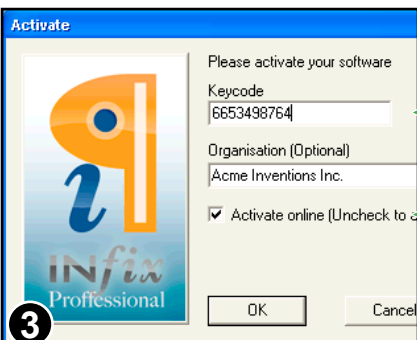 Activate
Please activate your software
Keycode
6653498764
Organisation (Optional)
Acme Inventions Inc.
Activate online (Uncheck to
INfix
Proffessional
OK
Cancel
3